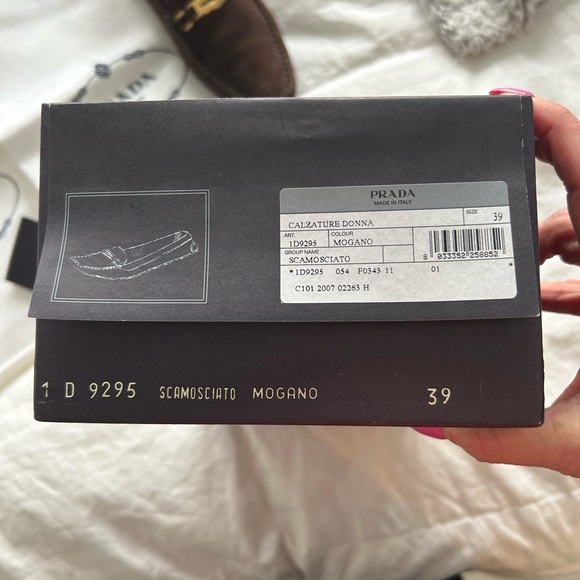 PRADA
PRADA
MADE IN ITALY
CALZATURE DONNA
SIZE 39
ART. COLOUR
1D9295 MOGANO
GROUP NAME
SCAMOSCIATO
8 033352 258852
*1D9295 054 F0343 11 01 *
C101 2007 02263 H
1 D 9295 SCAMOSCIATO MOGANO 39